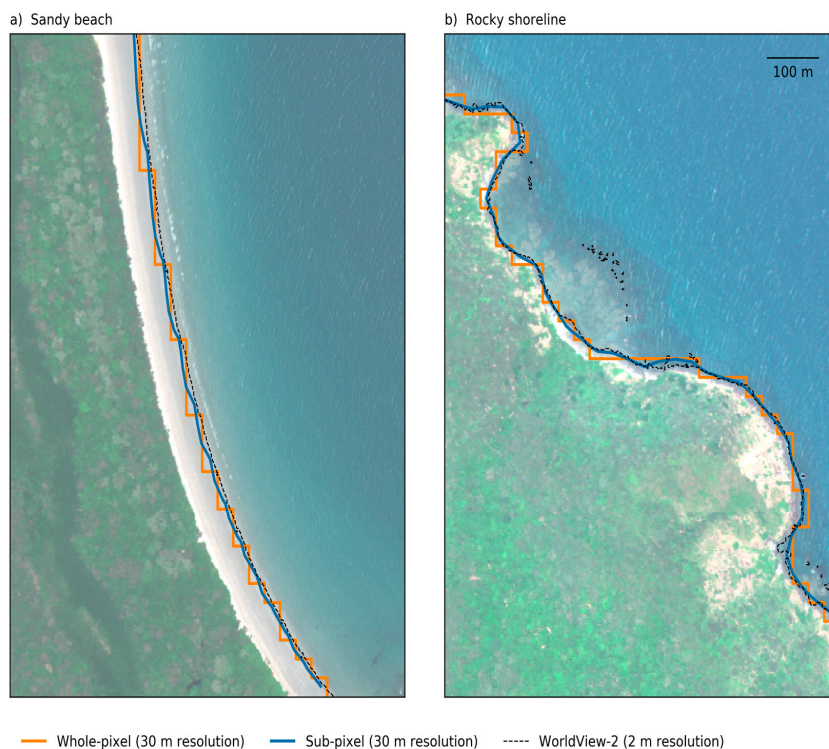 a) Sandy beach
b) Rocky shoreline
100 m
Whole-pixel (30 m resolution)
Sub-pixel (30 m resolution)
WorldView-2 (2 m resolution)